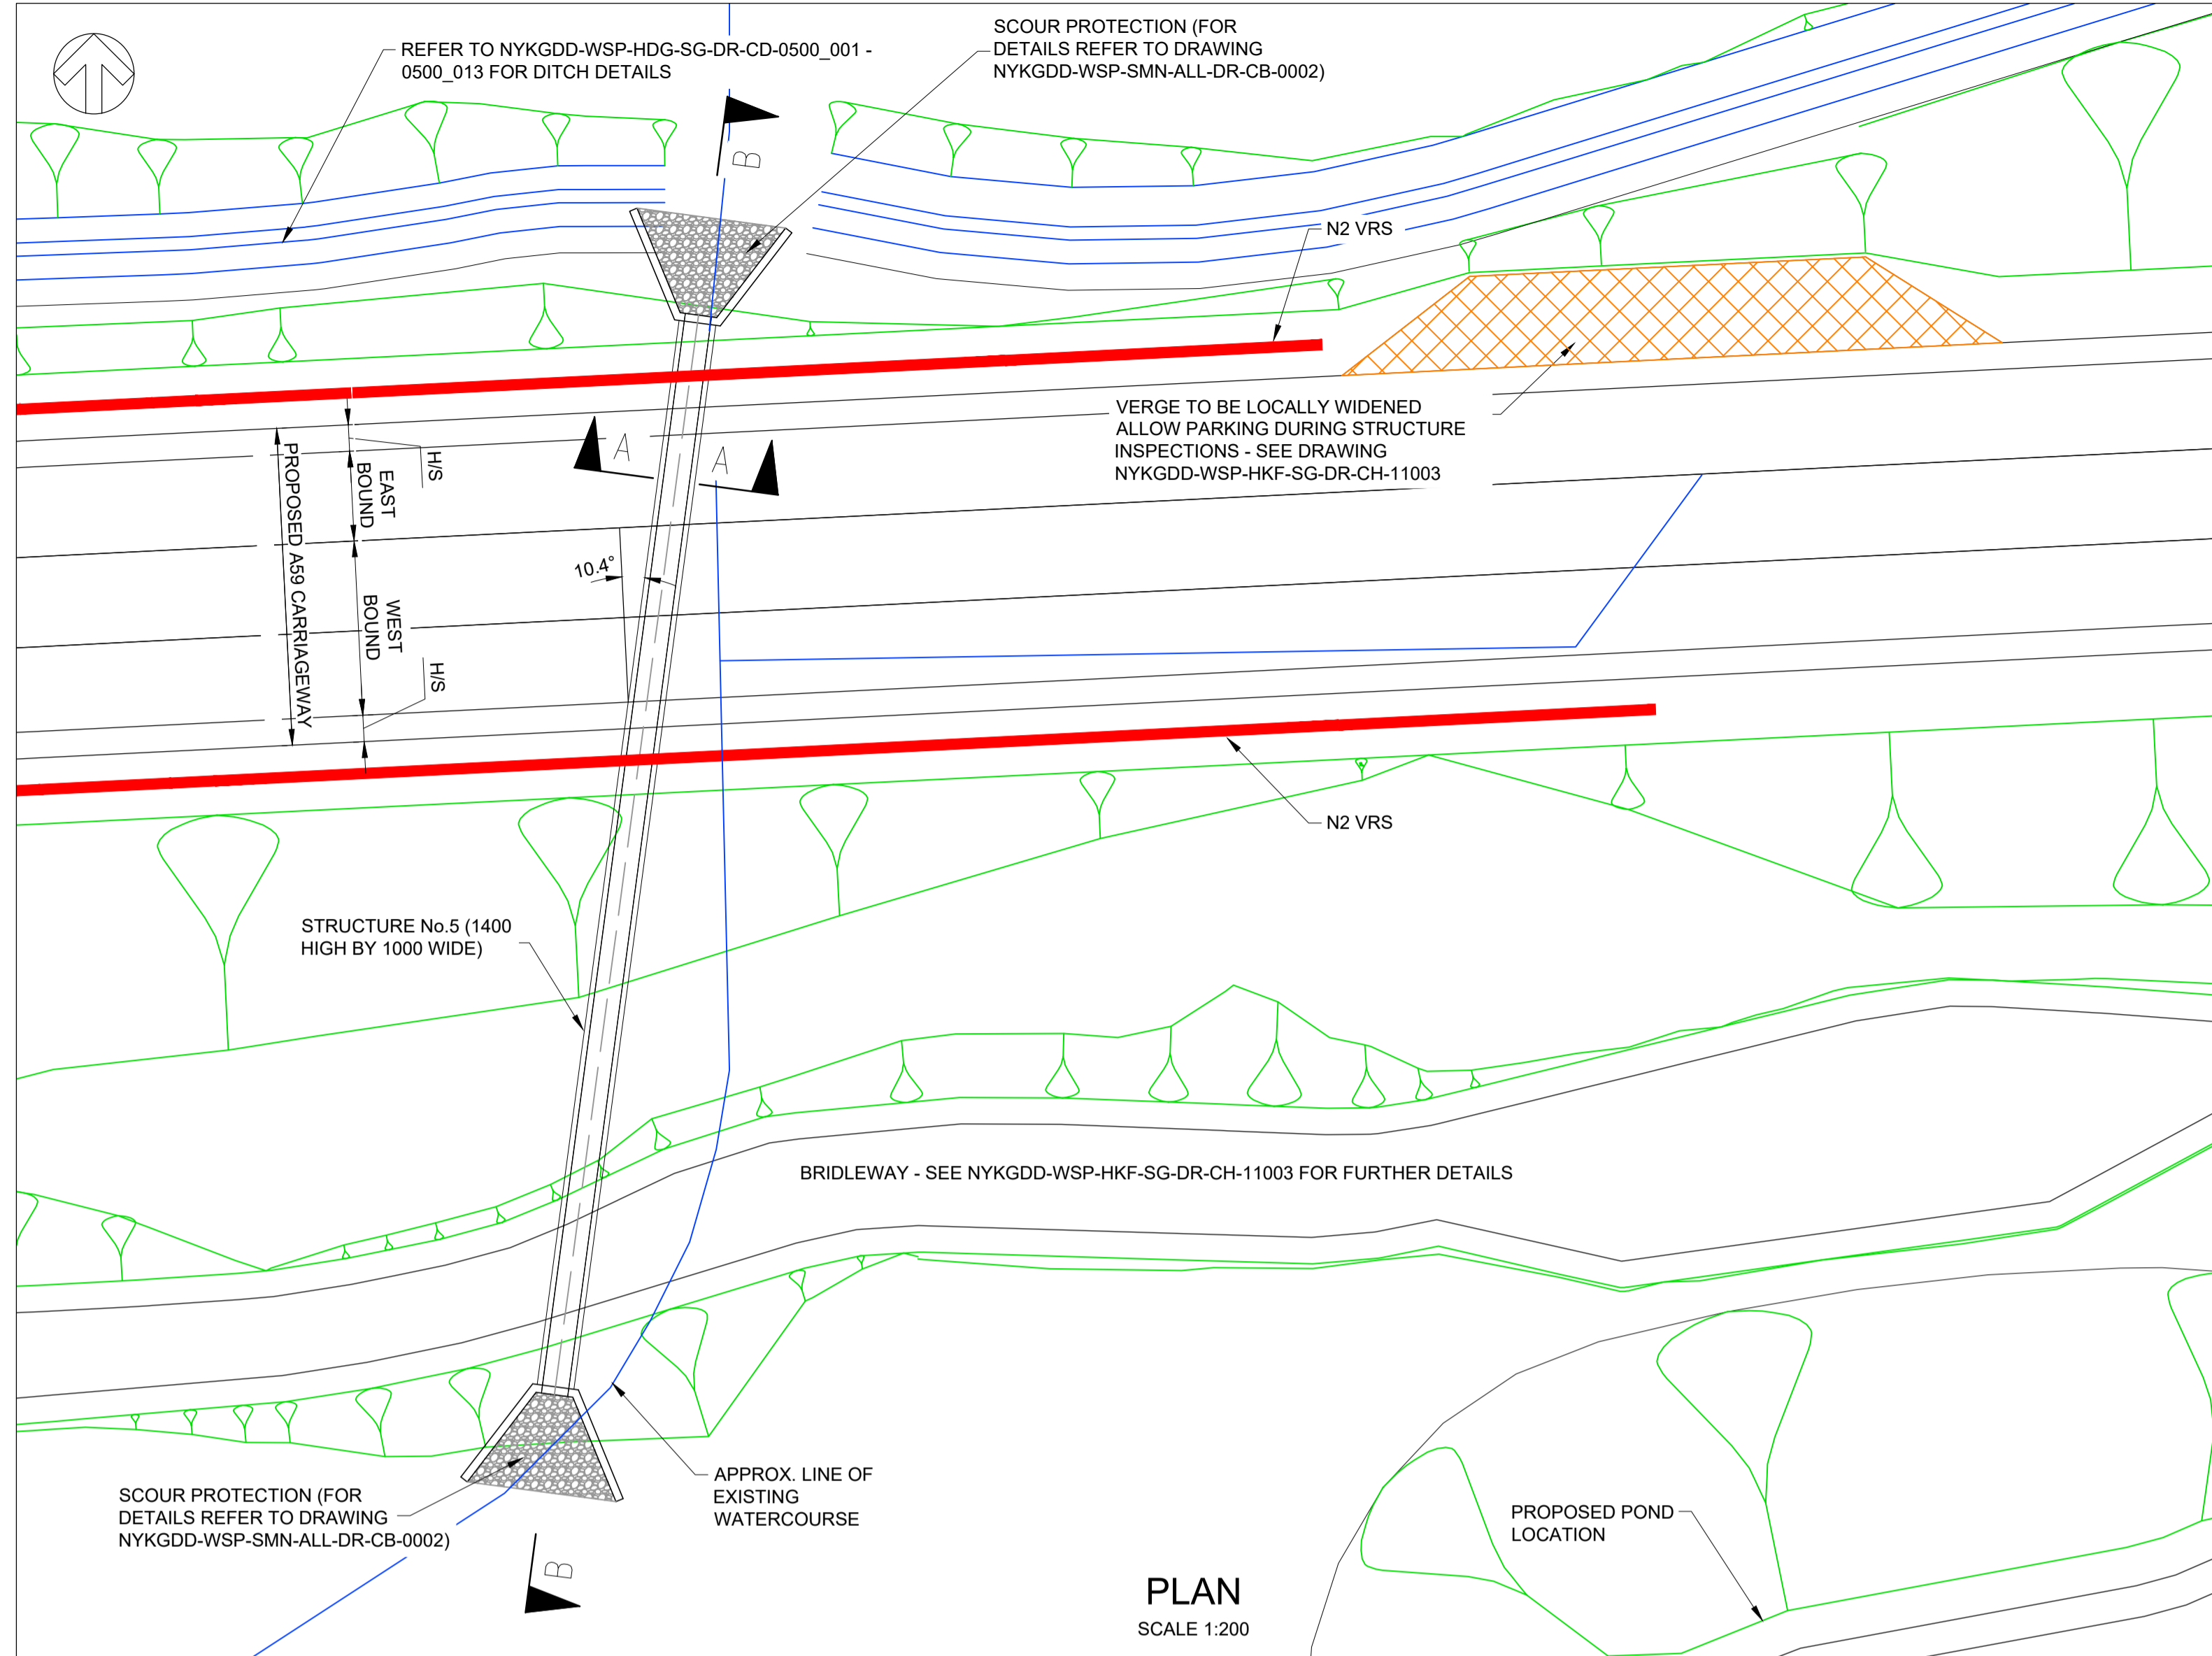 REFER TO NYKGDD-WSP-HDG-SG-DR-CD-0500_001 -
0500_013 FOR DITCH DETAILS
SCOUR PROTECTION (FOR
DETAILS REFER TO DRAWING
NYKGDD-WSP-SMN-ALL-DR-CB-0002)
B
N2 VRS
VERGE TO BE LOCALLY WIDENED
ALLOW PARKING DURING STRUCTURE
INSPECTIONS - SEE DRAWING
NYKGDD-WSP-HKF-SG-DR-CH-11003
A
A
PROPOSED A59 CARRIAGEWAY
EAST
BOUND
H/S
WEST
BOUND
H/S
10.4°
N2 VRS
STRUCTURE No.5 (1400
HIGH BY 1000 WIDE)
BRIDLEWAY - SEE NYKGDD-WSP-HKF-SG-DR-CH-11003 FOR FURTHER DETAILS
SCOUR PROTECTION (FOR
DETAILS REFER TO DRAWING
NYKGDD-WSP-SMN-ALL-DR-CB-0002)
APPROX. LINE OF
EXISTING
WATERCOURSE
B
PROPOSED POND
LOCATION
PLAN
SCALE 1:200